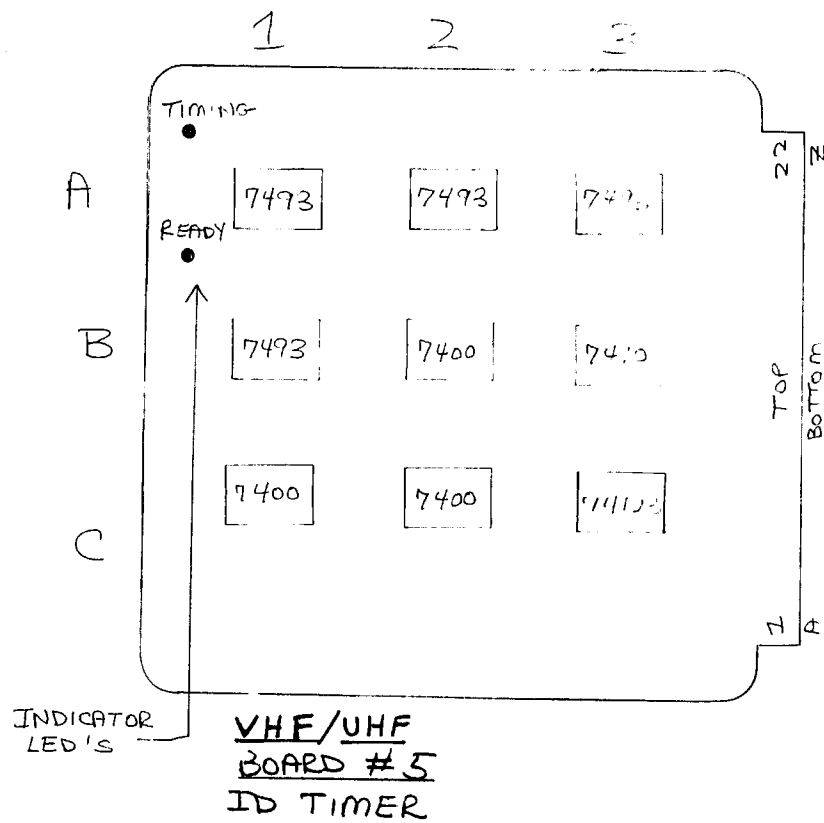 1 2 3
TIMING
22 Z
A
7493 7493
READY
B
7493 7400
TOP
BOTTOM
7400 7400
C
1 A
INDICATOR
LED'S
VHF/UHF
BOARD #5
ID TIMER